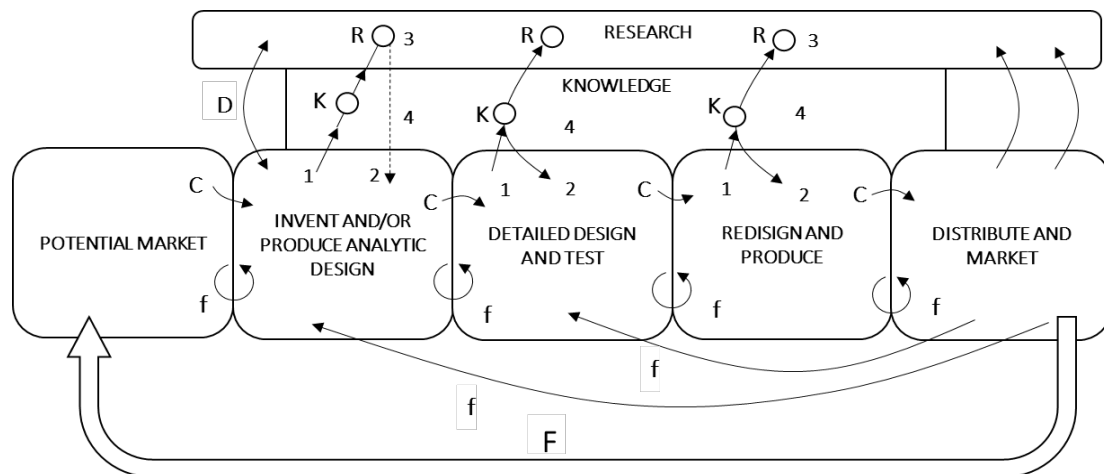 RESEARCH
R 3
R
R 3
KNOWLEDGE
D
K
K
K
4
4
4
C
1 2
C
1 2
C
1 2
C
POTENTIAL MARKET
INVENT AND/OR
PRODUCE ANALYTIC
DESIGN
DETAILED DESIGN
AND TEST
REDISIGN AND
PRODUCE
DISTRIBUTE AND
MARKET
f
f
f
f
f
f
F